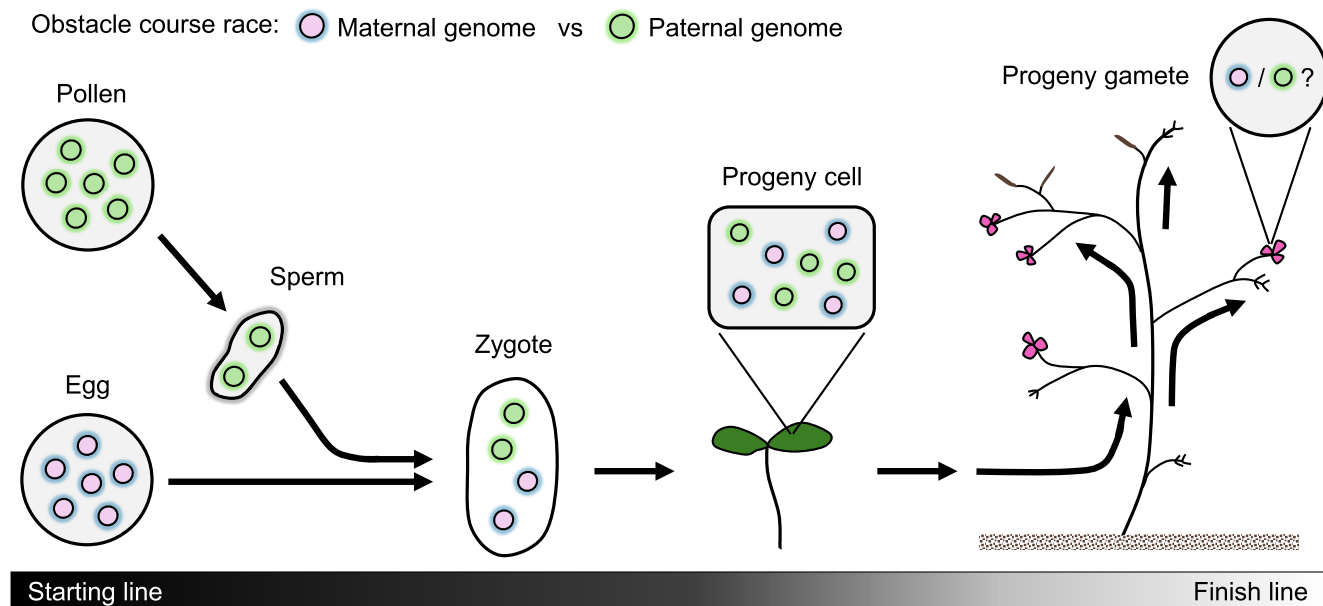 Obstacle course race: Maternal genome vs Paternal genome
Pollen
Progeny gamete
/ ?
Progeny cell
Sperm
Zygote
Egg
Starting line
Finish line